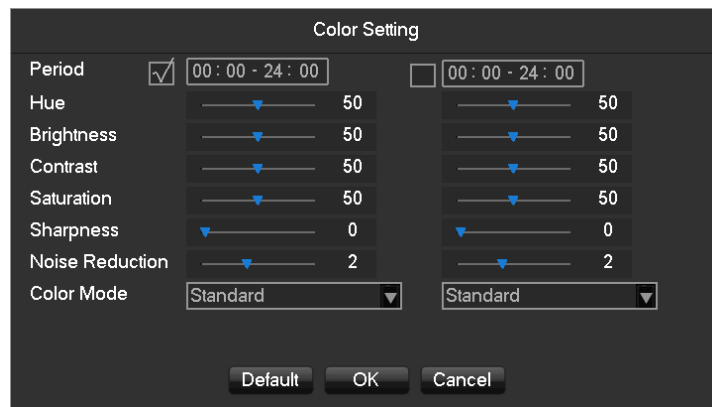 Color Setting
Period 00:00 - 24:00 00:00 - 24:00
Hue 50 50
Brightness 50 50
Contrast 50 50
Saturation 50 50
Sharpness 0 0
Noise Reduction 2 2
Color Mode Standard Standard
Default OK Cancel